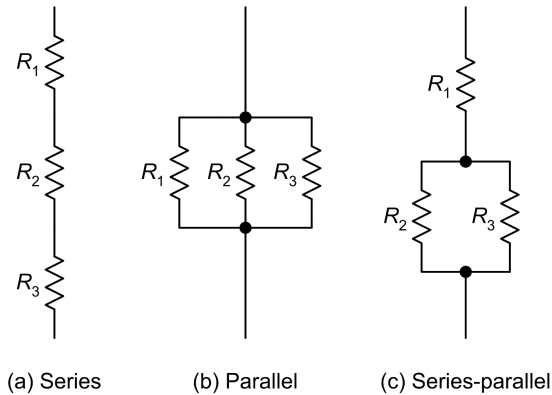 R1
R2
R3
(a) Series
R1 R2 R3
(b) Parallel
R1
R2 R3
(c) Series-parallel